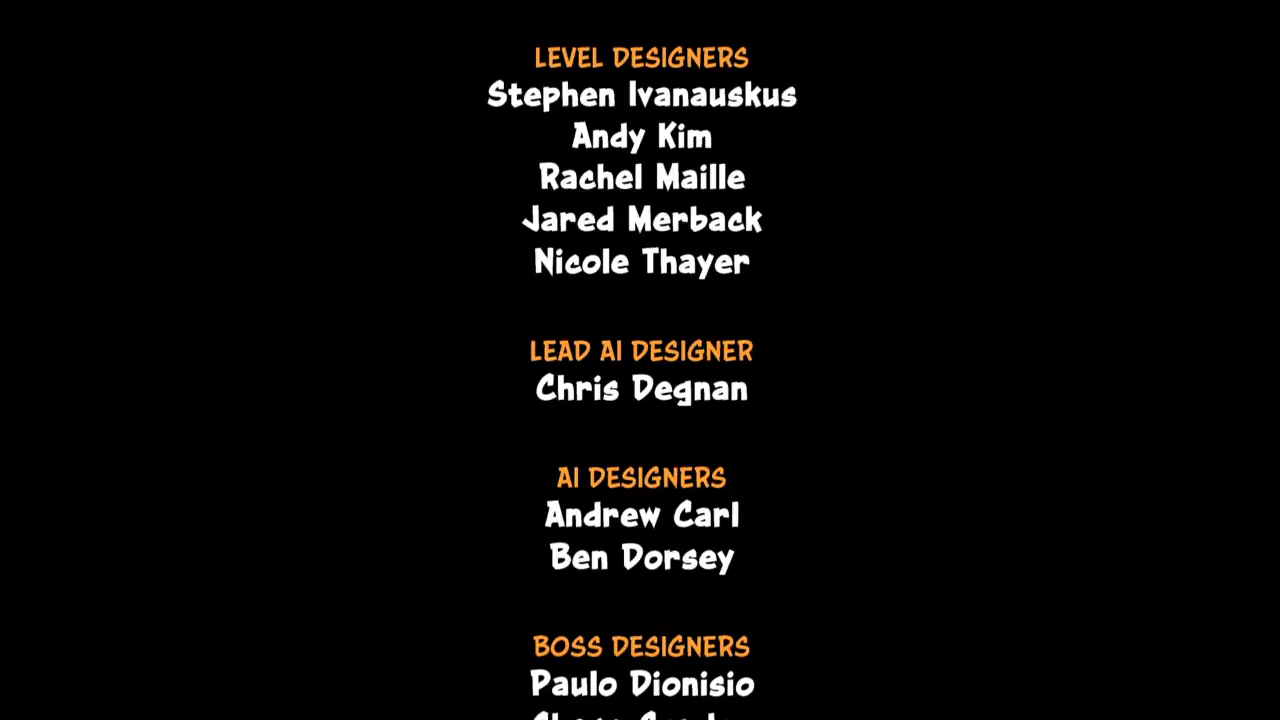 LEVEL DESIGNERS
Stephen Ivanauskus
Andy Kim
Rachel Maille
Jared Merback
Nicole Thayer
LEAD AI DESIGNER
Chris Degnan
AI DESIGNERS
Andrew Carl
Ben Dorsey
BOSS DESIGNERS
Paulo Dionisio